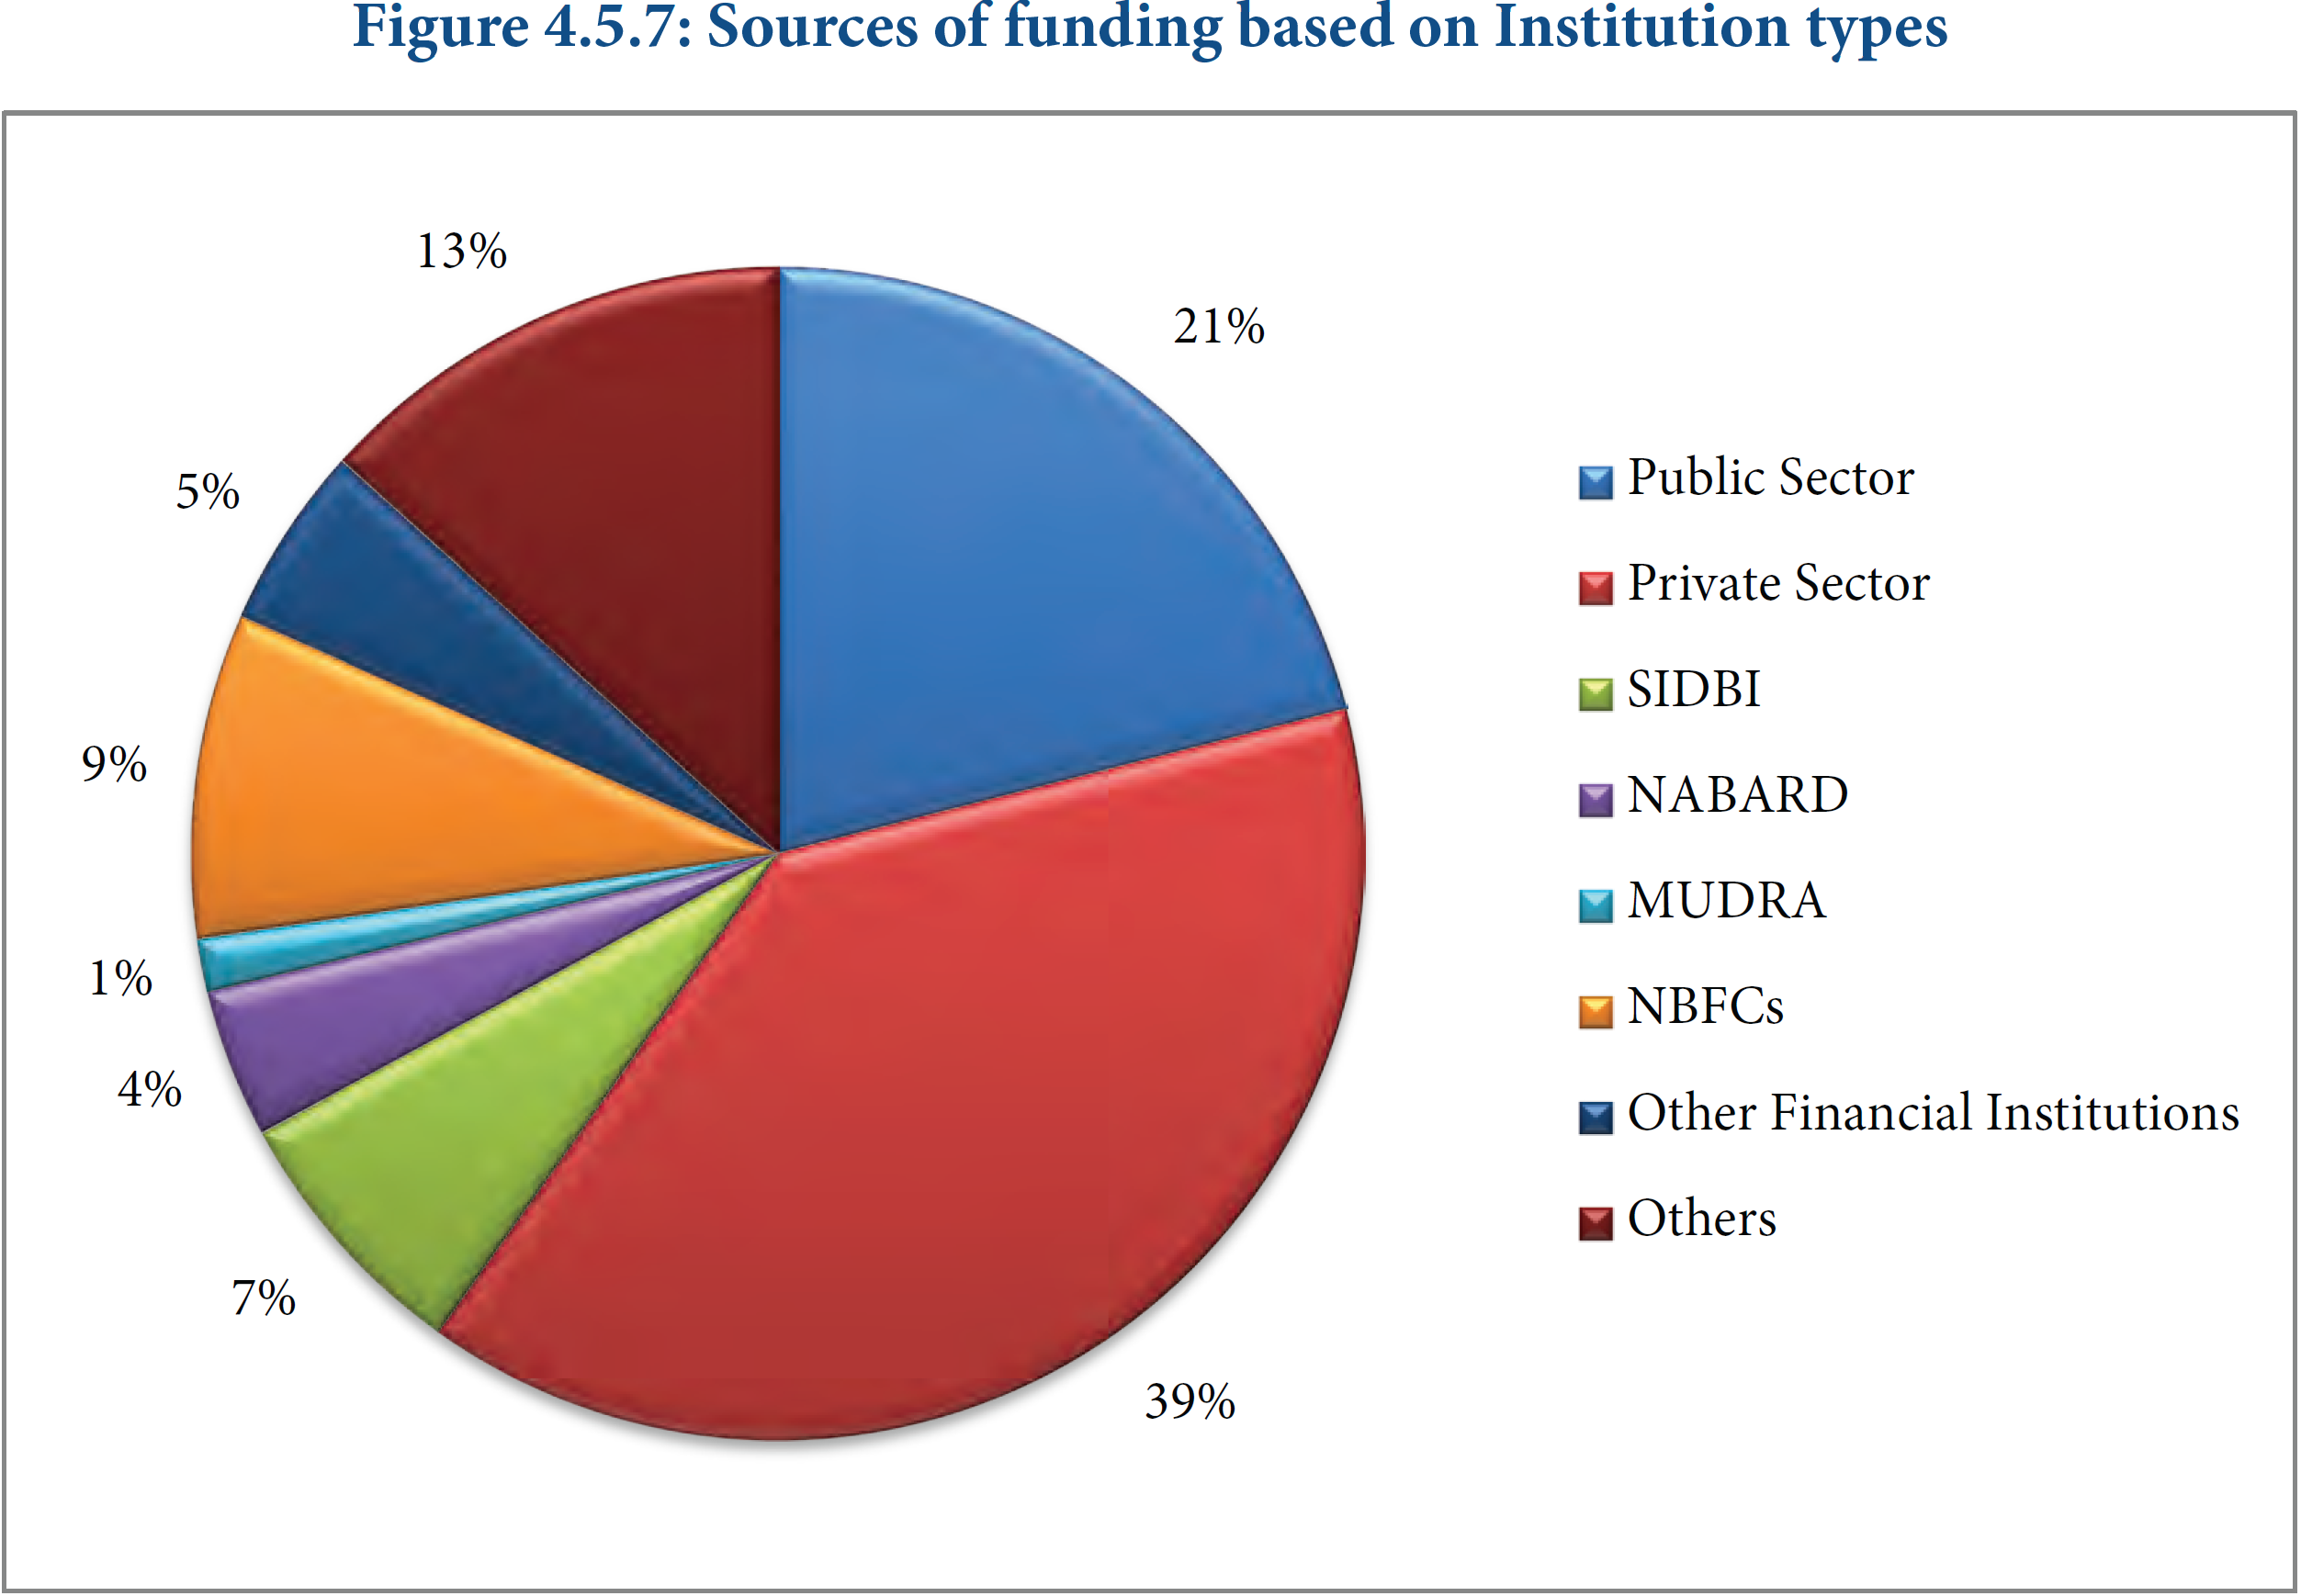 Figure 4.5.7: Sources of funding based on Institution types
13%
21%
5%
9%
1%
4%
7%
39%
Public Sector
Private Sector
SIDBI
NABARD
MUDRA
NBFCs
Other Financial Institutions
Others